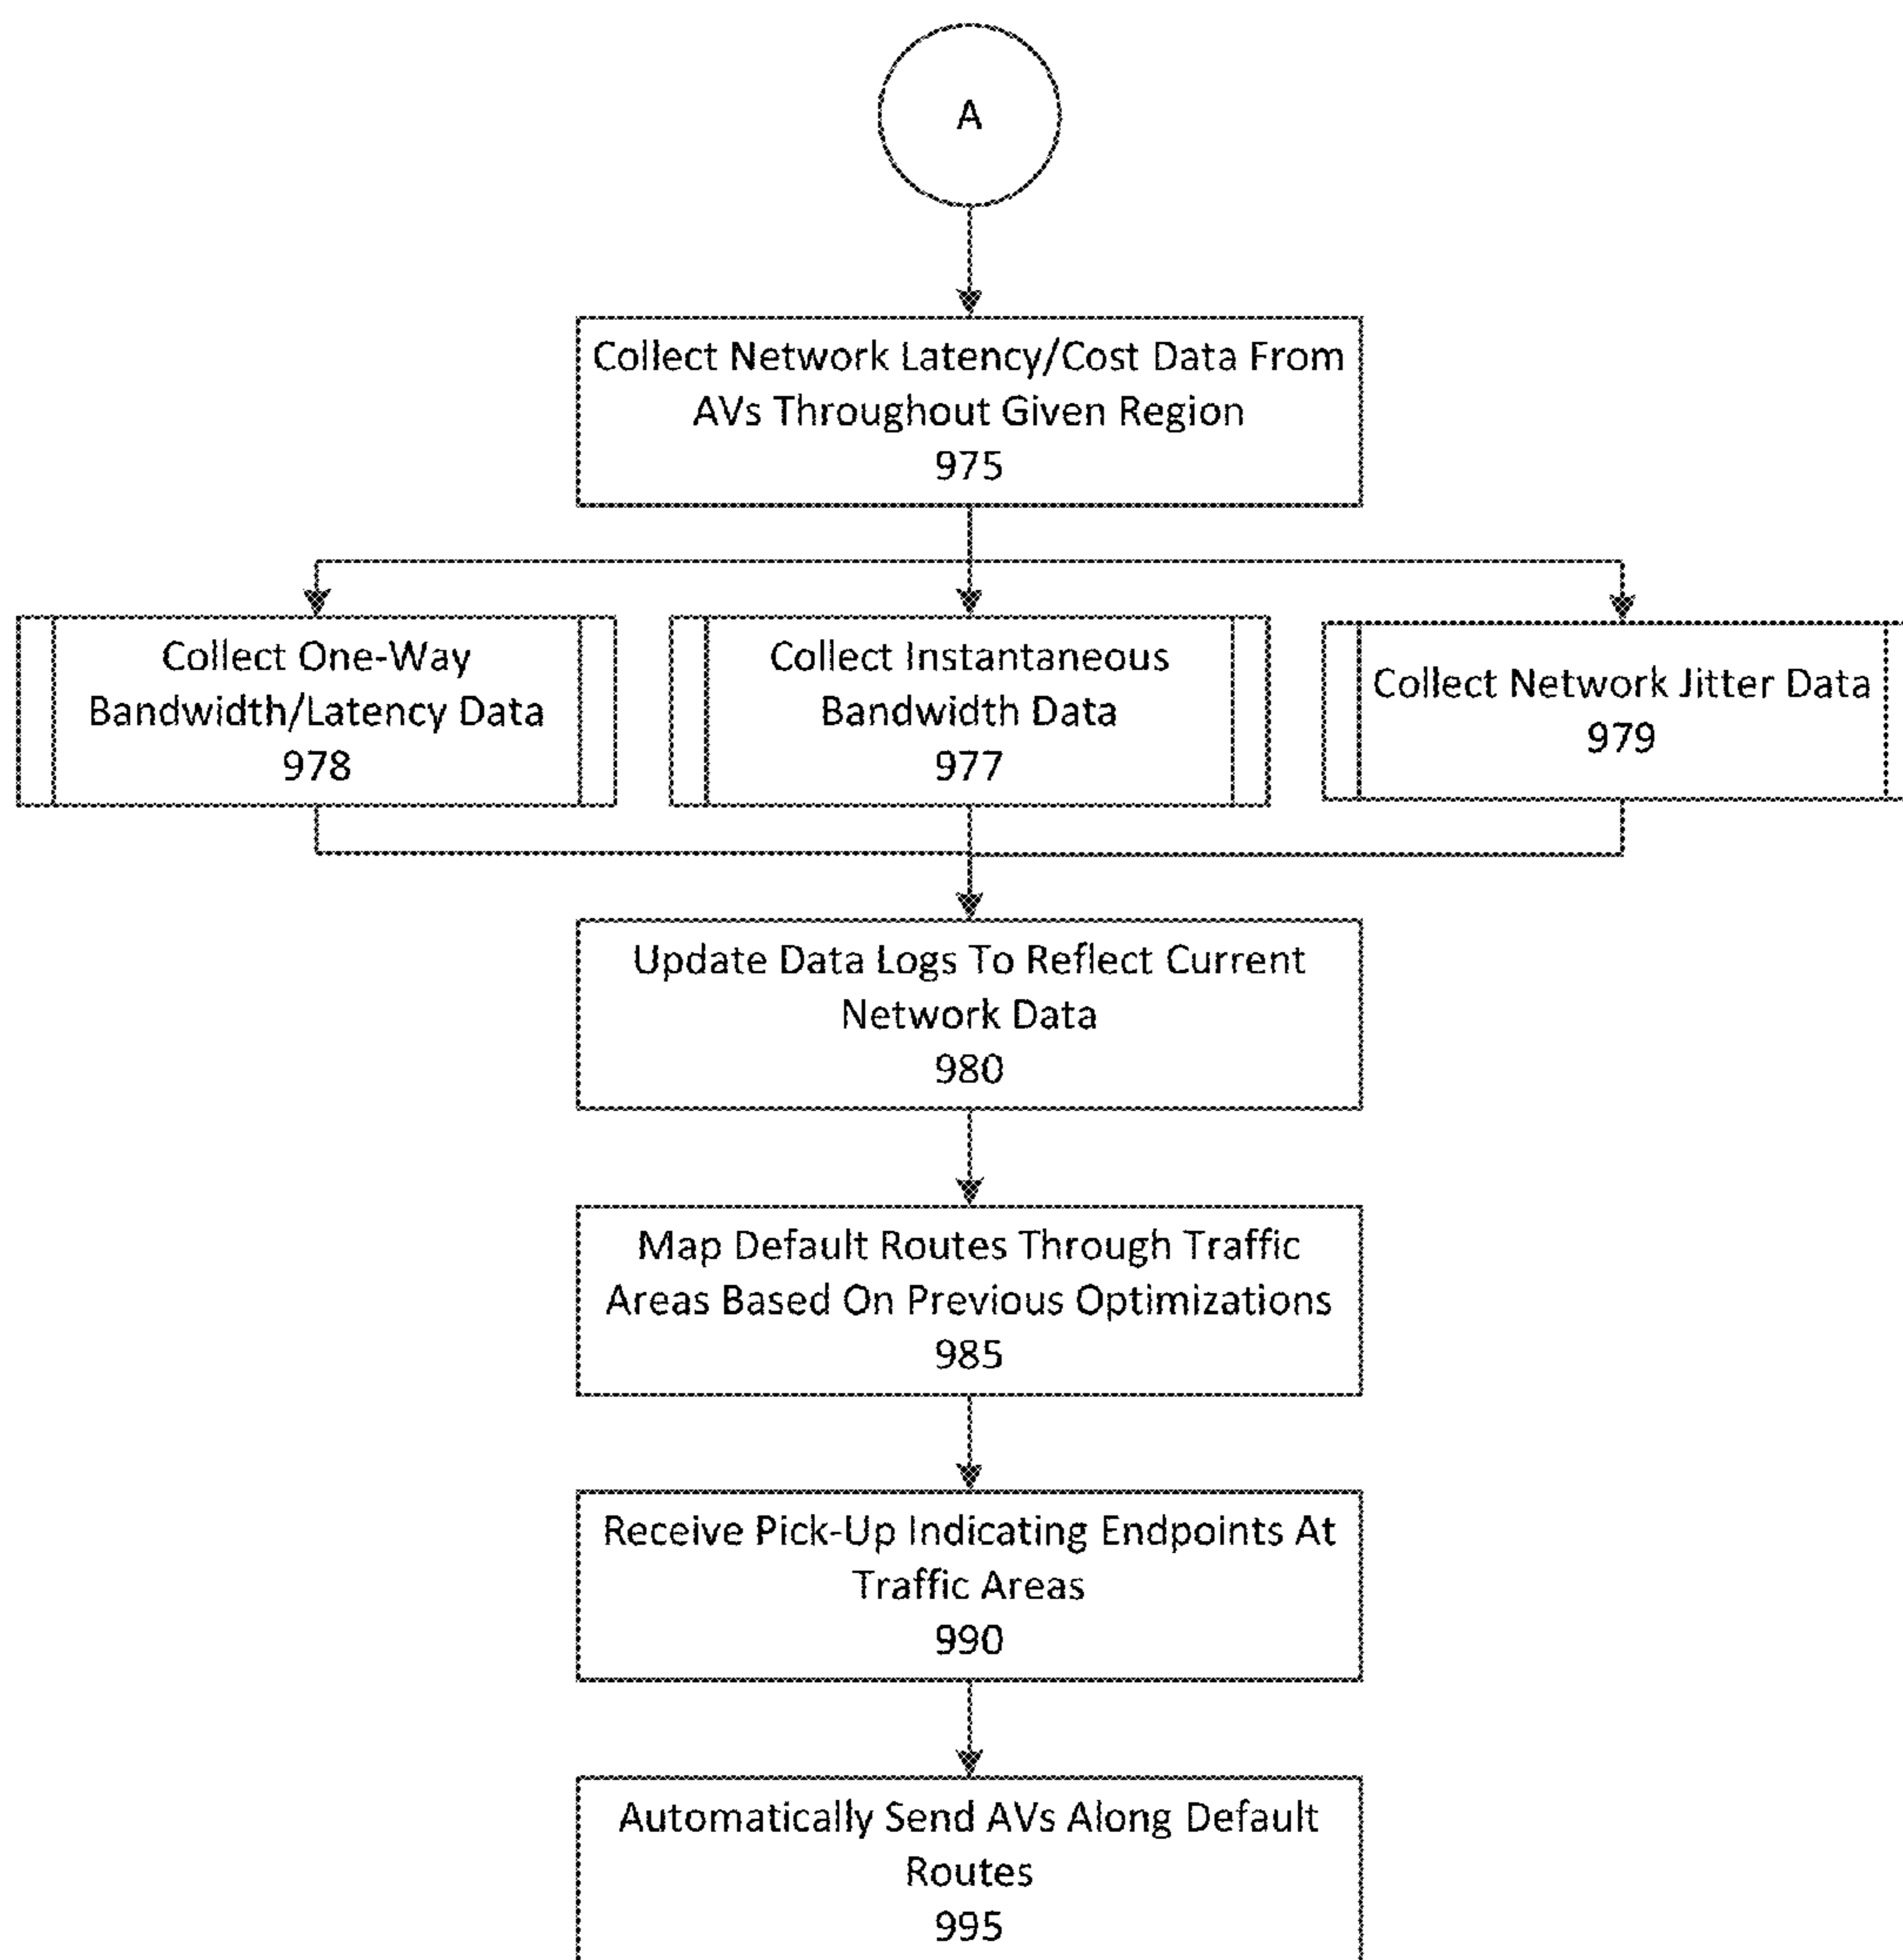 A
Collect Network Latency/Cost Data From
AVs Throughout Given Region
975
Collect One-Way
Bandwidth/Latency Data
978
Collect Instantaneous
Bandwidth Data
977
Collect Network Jitter Data
979
Update Data Logs To Reflect Current
Network Data
980
Map Default Routes Through Traffic
Areas Based On Previous Optimizations
985
Receive Pick-Up Indicating Endpoints At
Traffic Areas
990
Automatically Send AVs Along Default
Routes
995